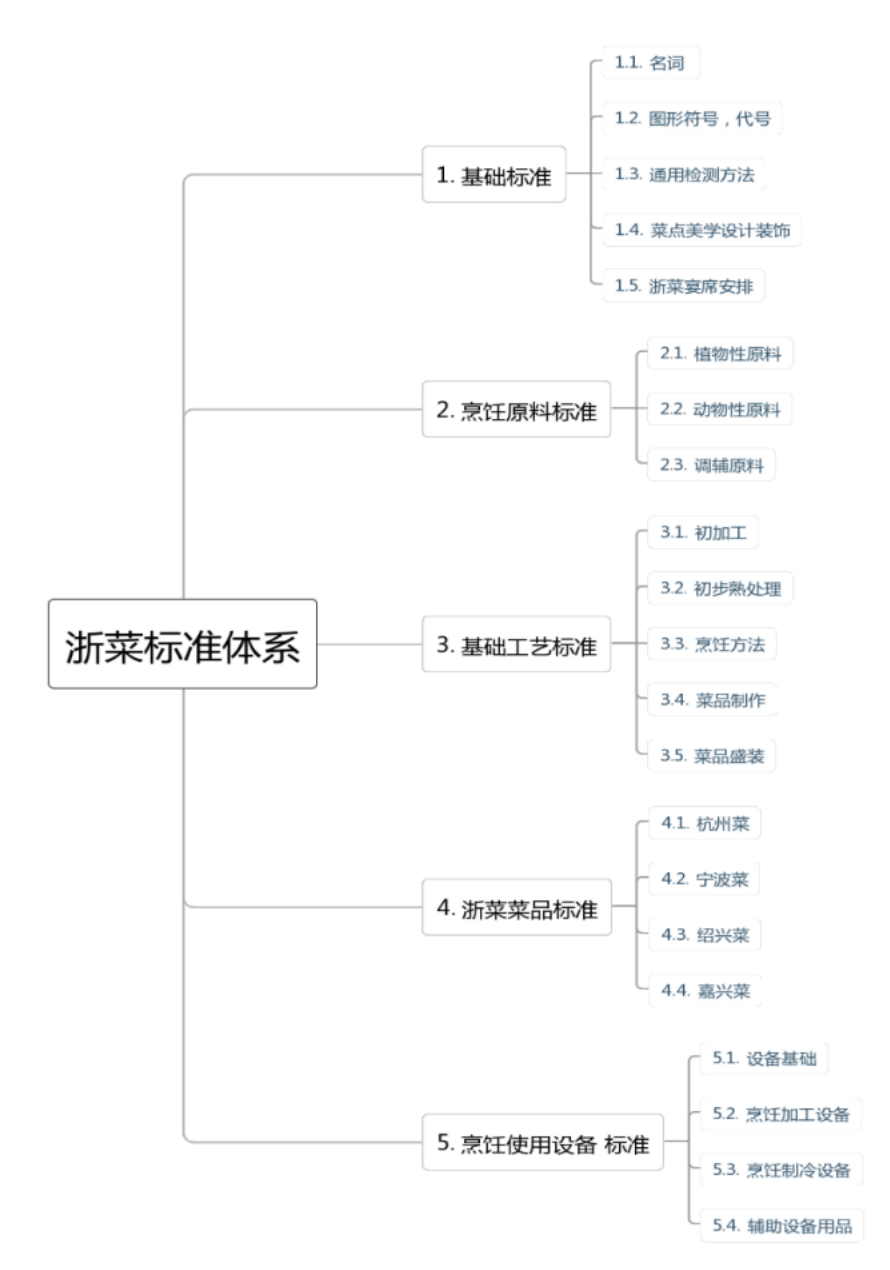 浙菜标准体系
1. 基础标准
1.1. 名词
1.2. 图形符号，代号
1.3. 通用检测方法
1.4. 菜点美学设计装饰
1.5. 浙菜宴席安排
2. 烹饪原料标准
2.1. 植物性原料
2.2. 动物性原料
2.3. 调辅原料
3. 基础工艺标准
3.1. 初加工
3.2. 初步熟处理
3.3. 烹饪方法
3.4. 菜品制作
3.5. 菜品盛装
4. 浙菜菜品标准
4.1. 杭州菜
4.2. 宁波菜
4.3. 绍兴菜
4.4. 嘉兴菜
5. 烹饪使用设备 标准
5.1. 设备基础
5.2. 烹饪加工设备
5.3. 烹饪制冷设备
5.4. 辅助设备用品